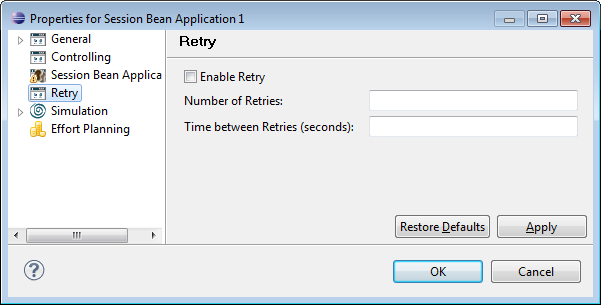 Properties for Session Bean Application 1
General
Controlling
Session Bean Applica
Retry
Simulation
Effort Planning
Retry
Enable Retry
Number of Retries:
Time between Retries (seconds):
Restore Defaults
Apply
?
OK
Cancel